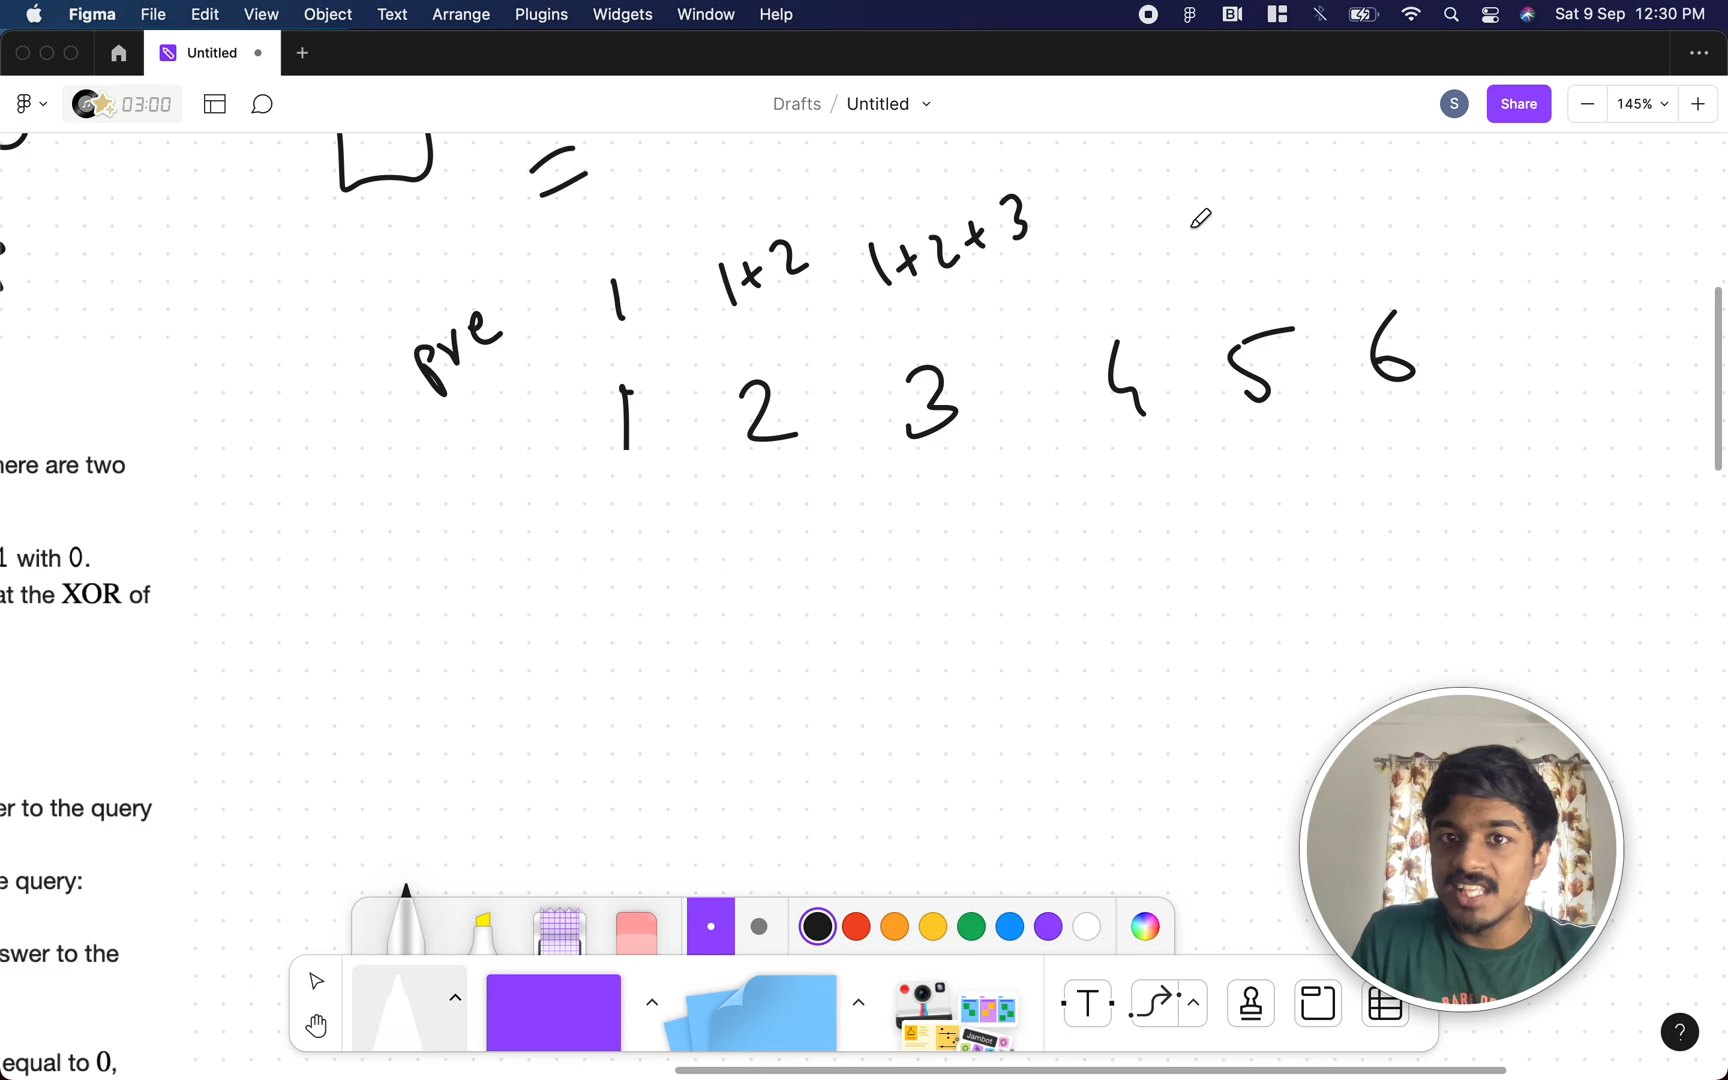 Figma File Edit View Object Text Arrange Plugins Widgets Window Help Sat 9 Sep 12:30 PM
Untitled
03:00 Drafts / Untitled S Share 145%
=
1 1+2 1+2+3
pre
1 2 3 4 5 6
here are two
1 with 0.
at the XOR of
er to the query
e query:
swer to the
equal to 0,
T
Jambot
?